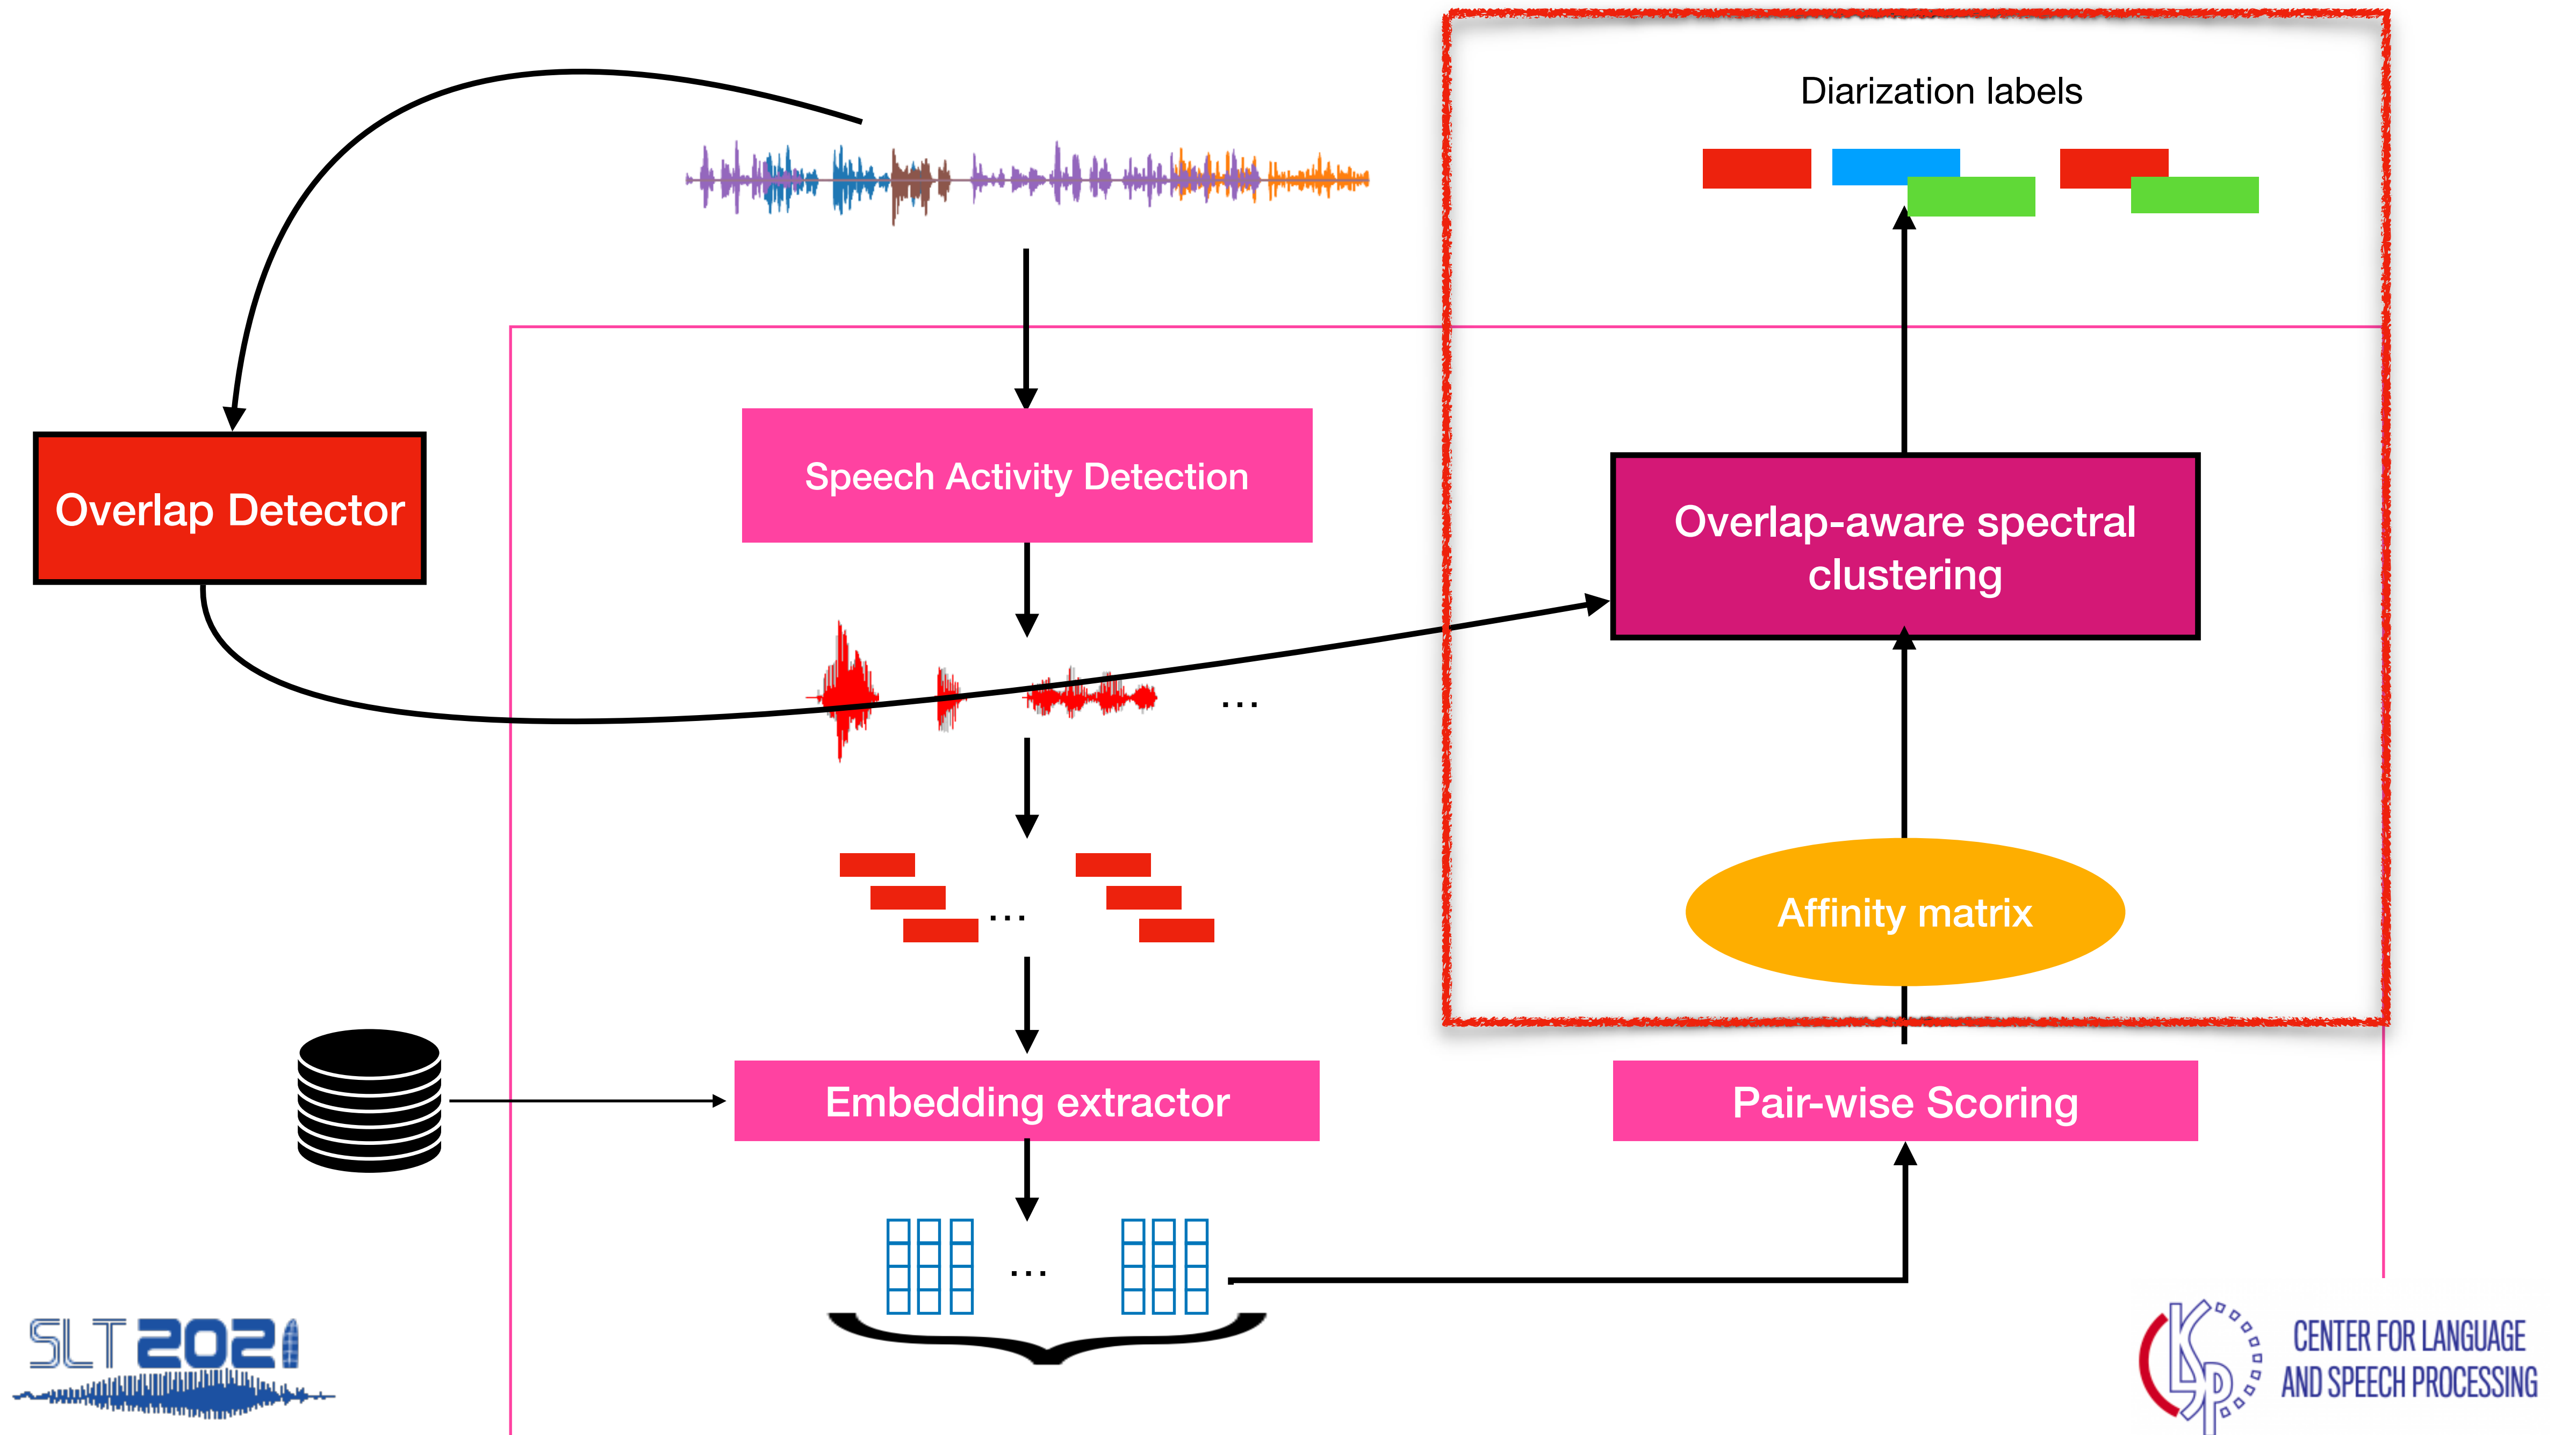 Diarization labels
Speech Activity Detection
Overlap Detector
Overlap-aware spectral
clustering
...
...
Affinity matrix
Embedding extractor
Pair-wise Scoring
...
SLT 2021
CLSP
CENTER FOR LANGUAGE
AND SPEECH PROCESSING